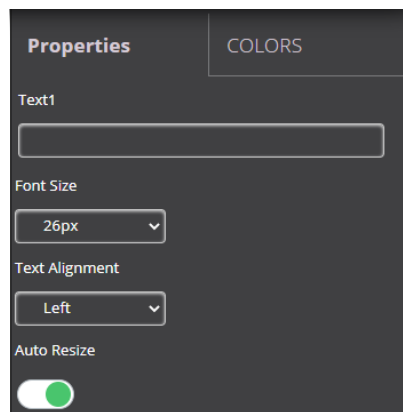 Properties
COLORS
Text1
Font Size
26px
Text Alignment
Left
Auto Resize